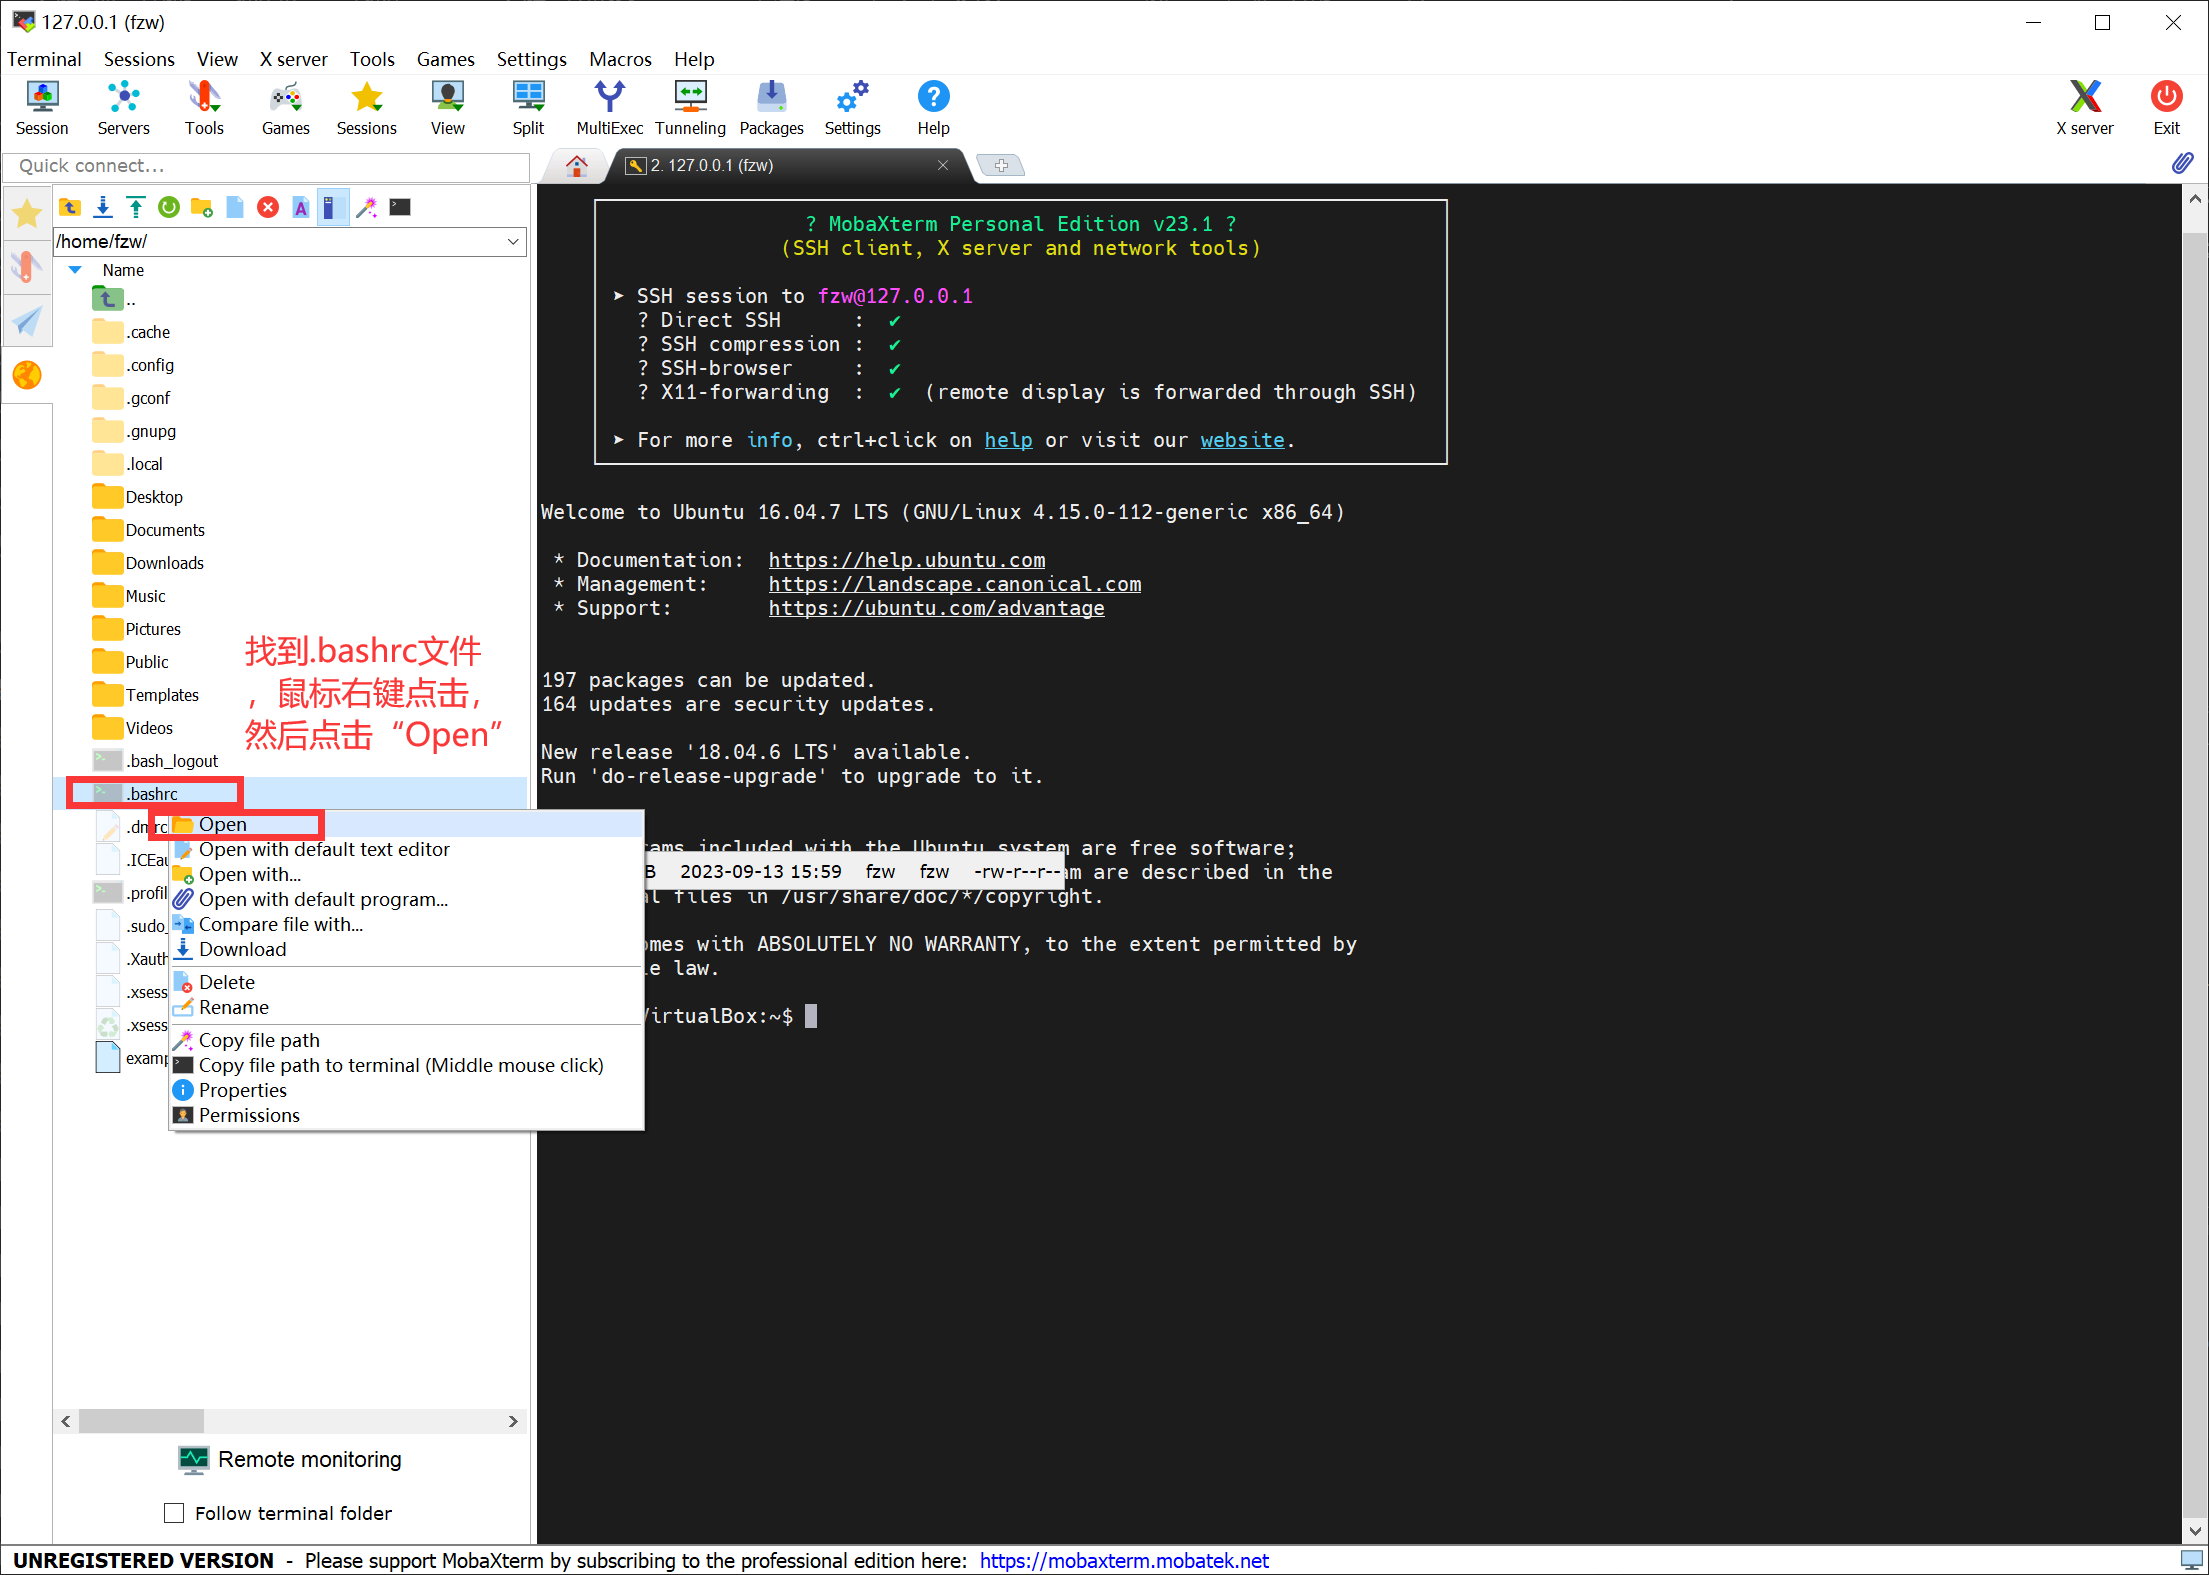 127.0.0.1 (fzw)
Terminal Sessions View X server Tools Games Settings Macros Help
Session Servers Tools Games Sessions View Split MultiExec Tunneling Packages Settings Help X server Exit
Quick connect...
2. 127.0.0.1 (fzw)
/home/fzw/
Name
..
.cache
.config
.gconf
.gnupg
.local
Desktop
Documents
Downloads
Music
Pictures
Public
Templates
Videos
.bash_logout
.bashrc
.dmrc
.ICEau
.profil
.sudo_
.Xauth
.xsess
.xsess
examp
找到.bashrc文件
，鼠标右键点击，
然后点击“Open”
Open
Open with default text editor
Open with...
Open with default program...
Compare file with...
Download
Delete
Rename
Copy file path
Copy file path to terminal (Middle mouse click)
Properties
Permissions
Remote monitoring
Follow terminal folder
? MobaXterm Personal Edition v23.1 ?
(SSH client, X server and network tools)
➤ SSH session to fzw@127.0.0.1
? Direct SSH : ✔
? SSH compression : ✔
? SSH-browser : ✔
? X11-forwarding : ✔ (remote display is forwarded through SSH)
➤ For more info, ctrl+click on help or visit our website.
Welcome to Ubuntu 16.04.7 LTS (GNU/Linux 4.15.0-112-generic x86_64)
* Documentation: https://help.ubuntu.com
* Management: https://landscape.canonical.com
* Support: https://ubuntu.com/advantage
197 packages can be updated.
164 updates are security updates.
New release '18.04.6 LTS' available.
Run 'do-release-upgrade' to upgrade to it.
rams included with the Ubuntu system are free software;
B 2023-09-13 15:59 fzw fzw -rw-r--r--
am are described in the
l files in /usr/share/doc/*/copyright.
omes with ABSOLUTELY NO WARRANTY, to the extent permitted by
le law.
VirtualBox:~$
UNREGISTERED VERSION - Please support MobaXterm by subscribing to the professional edition here: https://mobaxterm.mobatek.net